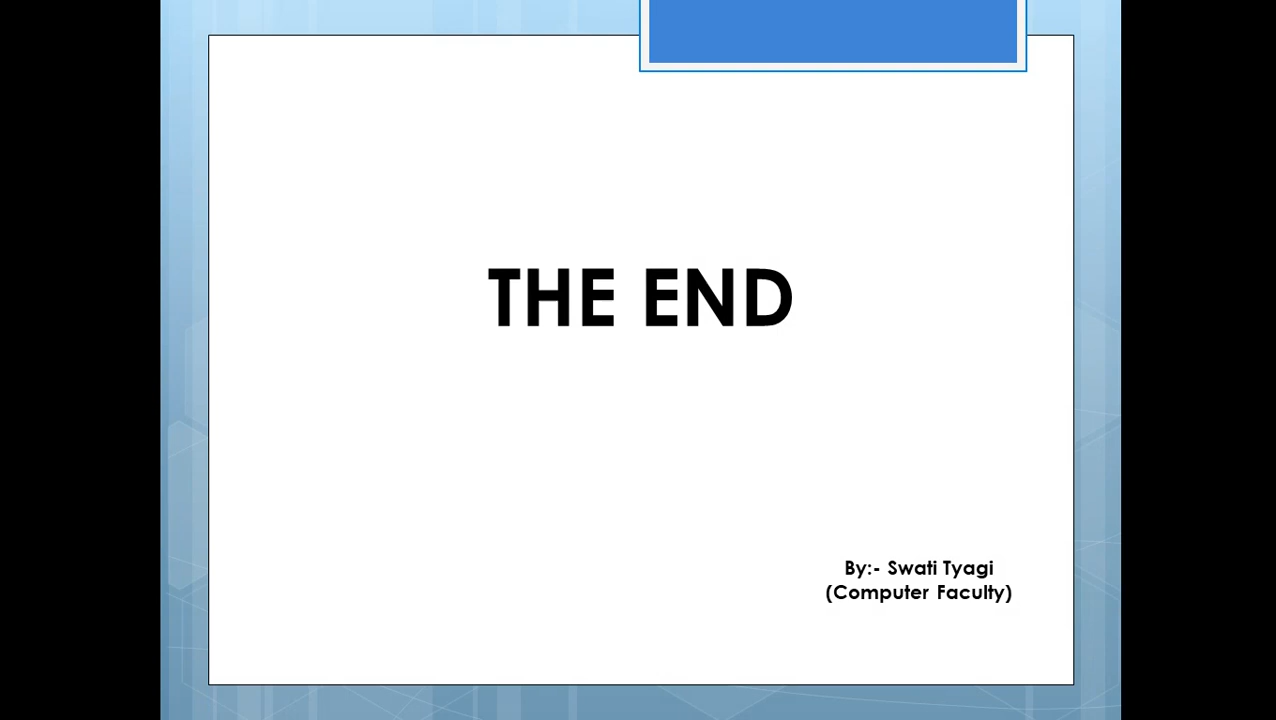 THE END
By:- Swati Tyagi
(Computer Faculty)